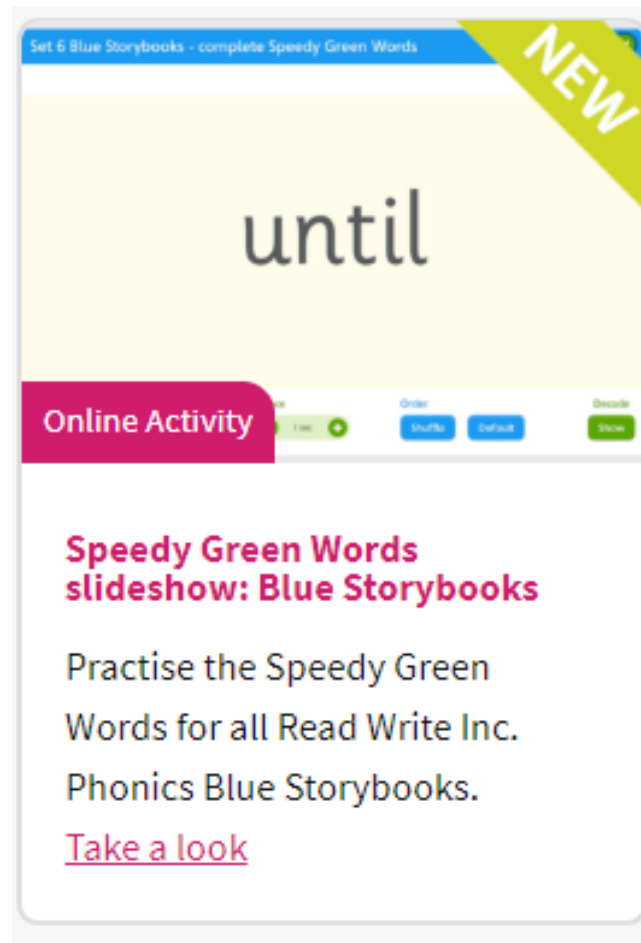 Set 6 Blue Storybooks - complete Speedy Green Words
NEW
until
Order
Decode
1 sec
Shuffle
Default
Show
Online Activity
Speedy Green Words
slideshow: Blue Storybooks
Practise the Speedy Green
Words for all Read Write Inc.
Phonics Blue Storybooks.
Take a look